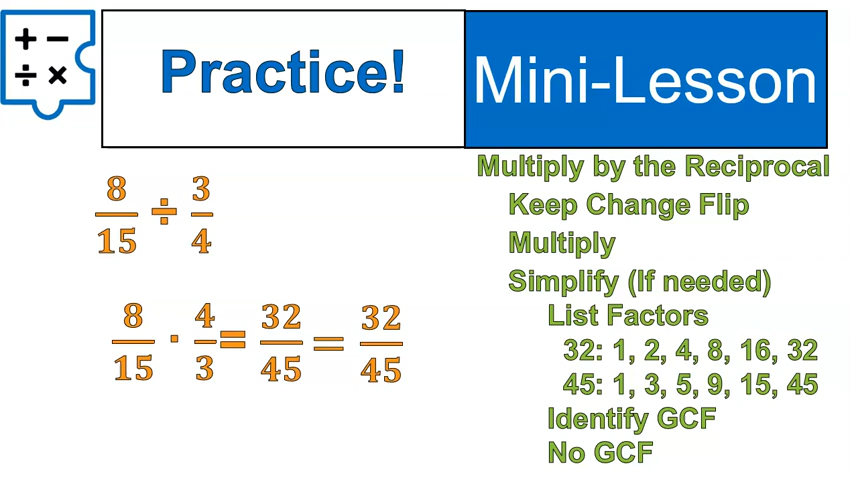 + −
÷ ×
Practice!
Mini-Lesson
8/15 ÷ 3/4
8/15 · 4/3 = 32/45 = 32/45
Multiply by the Reciprocal
Keep Change Flip
Multiply
Simplify (If needed)
List Factors
32: 1, 2, 4, 8, 16, 32
45: 1, 3, 5, 9, 15, 45
Identify GCF
No GCF